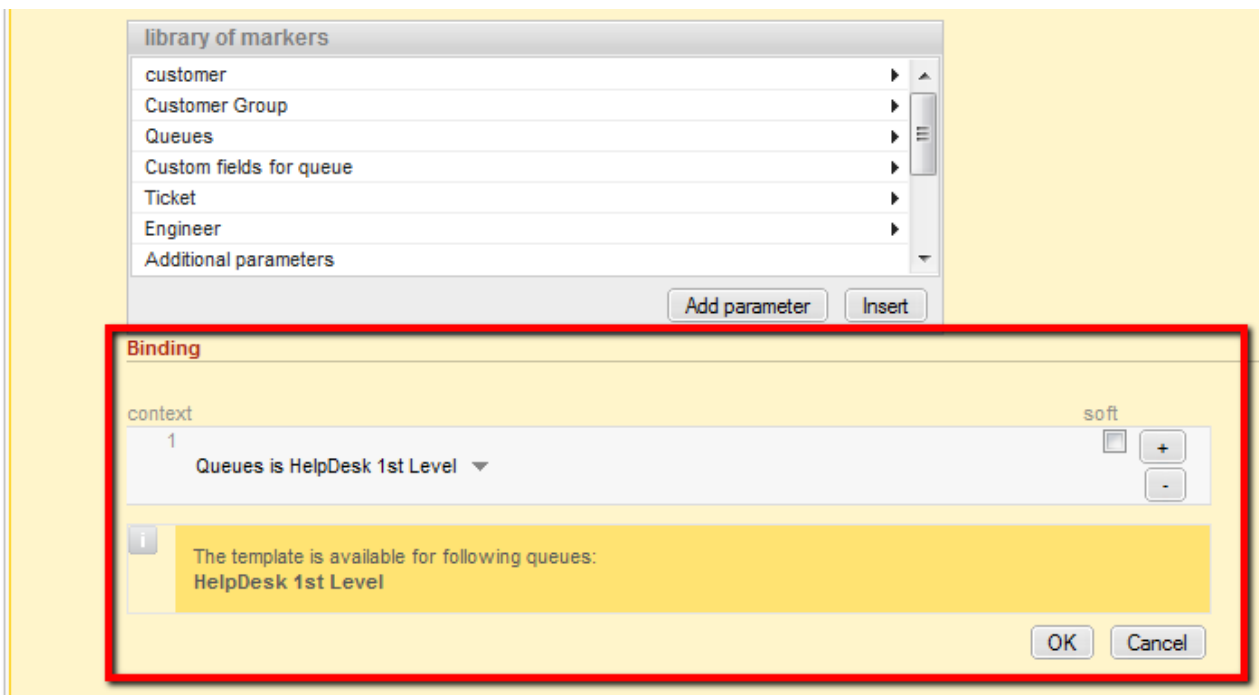 library of markers
customer
Customer Group
Queues
Custom fields for queue
Ticket
Engineer
Additional parameters
Add parameter Insert
Binding
context soft
1
Queues is HelpDesk 1st Level
+
-
i
The template is available for following queues:
HelpDesk 1st Level
OK Cancel